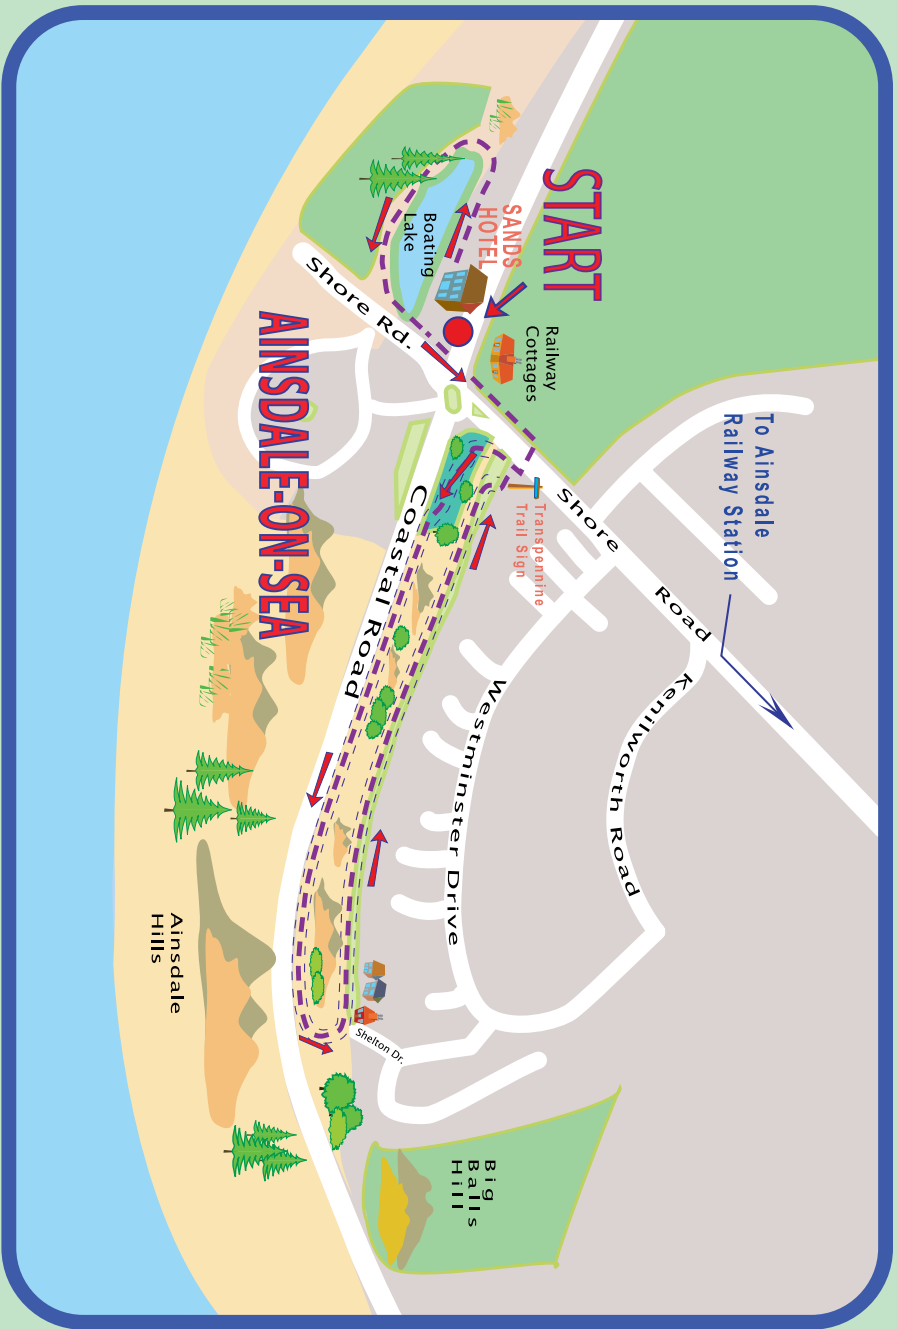 START
SANDS
HOTEL
Boating
Lake
Shore Rd.
Railway
Cottages
AINSDALE-ON-SEA
To Ainsdale
Railway Station
Transpennine
Trail Sign
Shore Road
Coastal Road
Westminster Drive
Kenilworth Road
Ainsdale
Hills
Shelton Dr.
Big
Balls
Hill